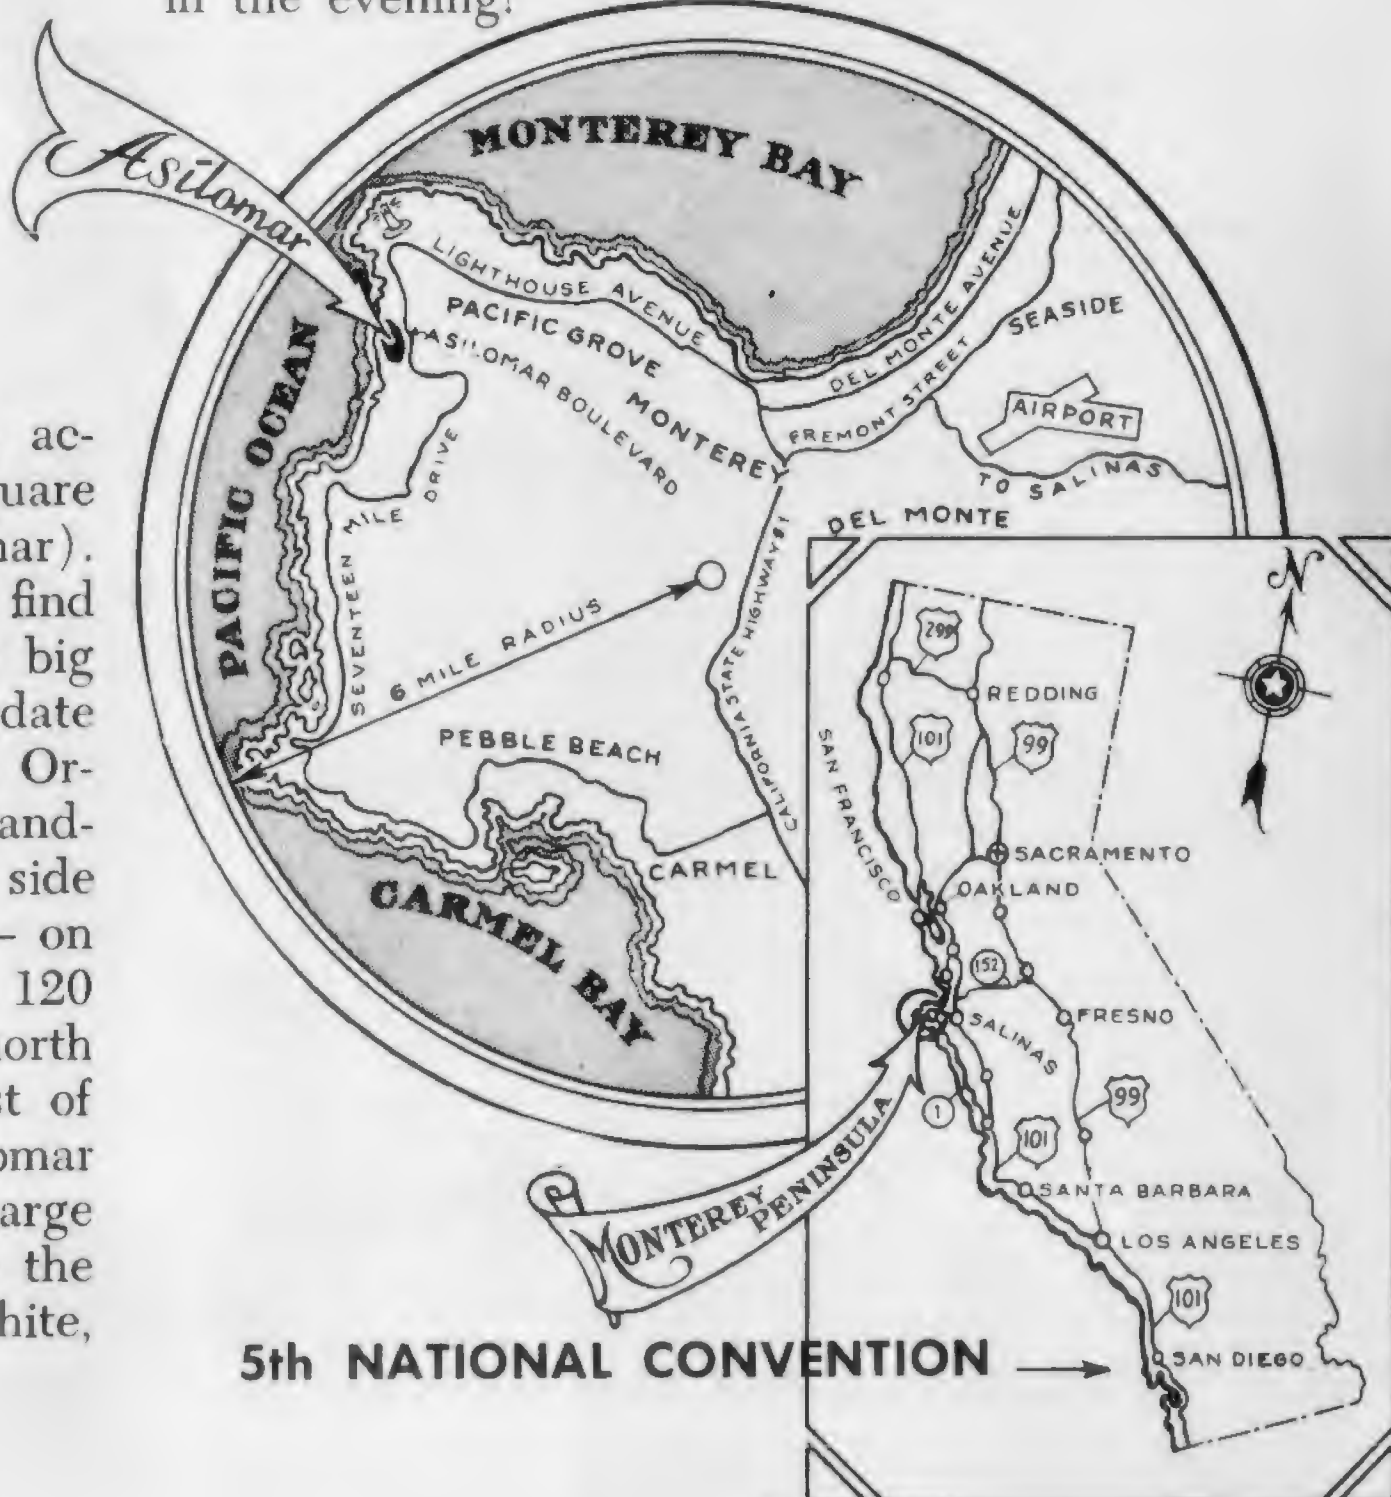 in the evening.
Asilomar
MONTEREY BAY
LIGHTHOUSE AVENUE
PACIFIC GROVE
ASILOMAR BOULEVARD
MONTEREY
DEL MONTE AVENUE
FREMONT STREET
SEASIDE
AIRPORT
TO SALINAS
DEL MONTE
PACIFIC OCEAN
SEVENTEEN MILE DRIVE
6 MILE RADIUS
CALIFORNIA STATE HIGHWAY #1
PEBBLE BEACH
CARMEL
CARMEL BAY
ac-
uare
nar).
find
big
date
Or-
and-
side
– on
120
orth
st of
omar
arge
the
hite,
N
299
REDDING
101
99
SAN FRANCISCO
SACRAMENTO
OAKLAND
152
SALINAS
FRESNO
1
99
101
SANTA BARBARA
LOS ANGELES
101
SAN DIEGO
MONTEREY
PENINSULA
5th NATIONAL CONVENTION